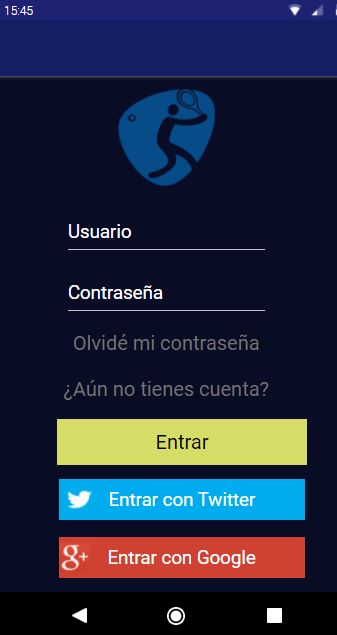 15:45
Usuario
Contraseña
Olvidé mi contraseña
¿Aún no tienes cuenta?
Entrar
Entrar con Twitter
g+ Entrar con Google